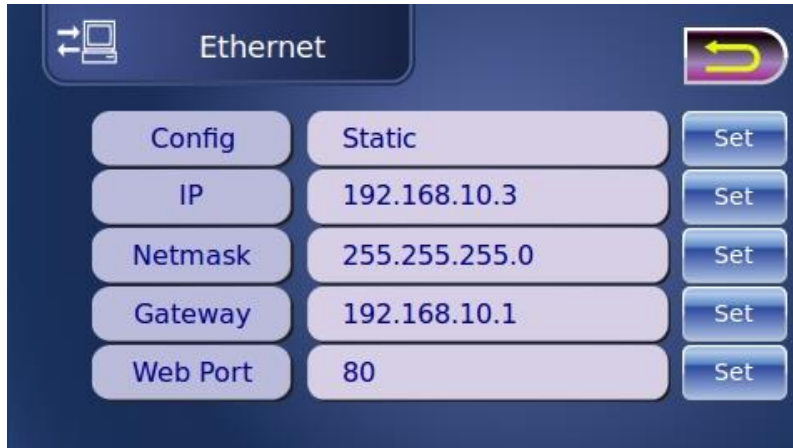 Ethernet
Config Static Set
IP 192.168.10.3 Set
Netmask 255.255.255.0 Set
Gateway 192.168.10.1 Set
Web Port 80 Set